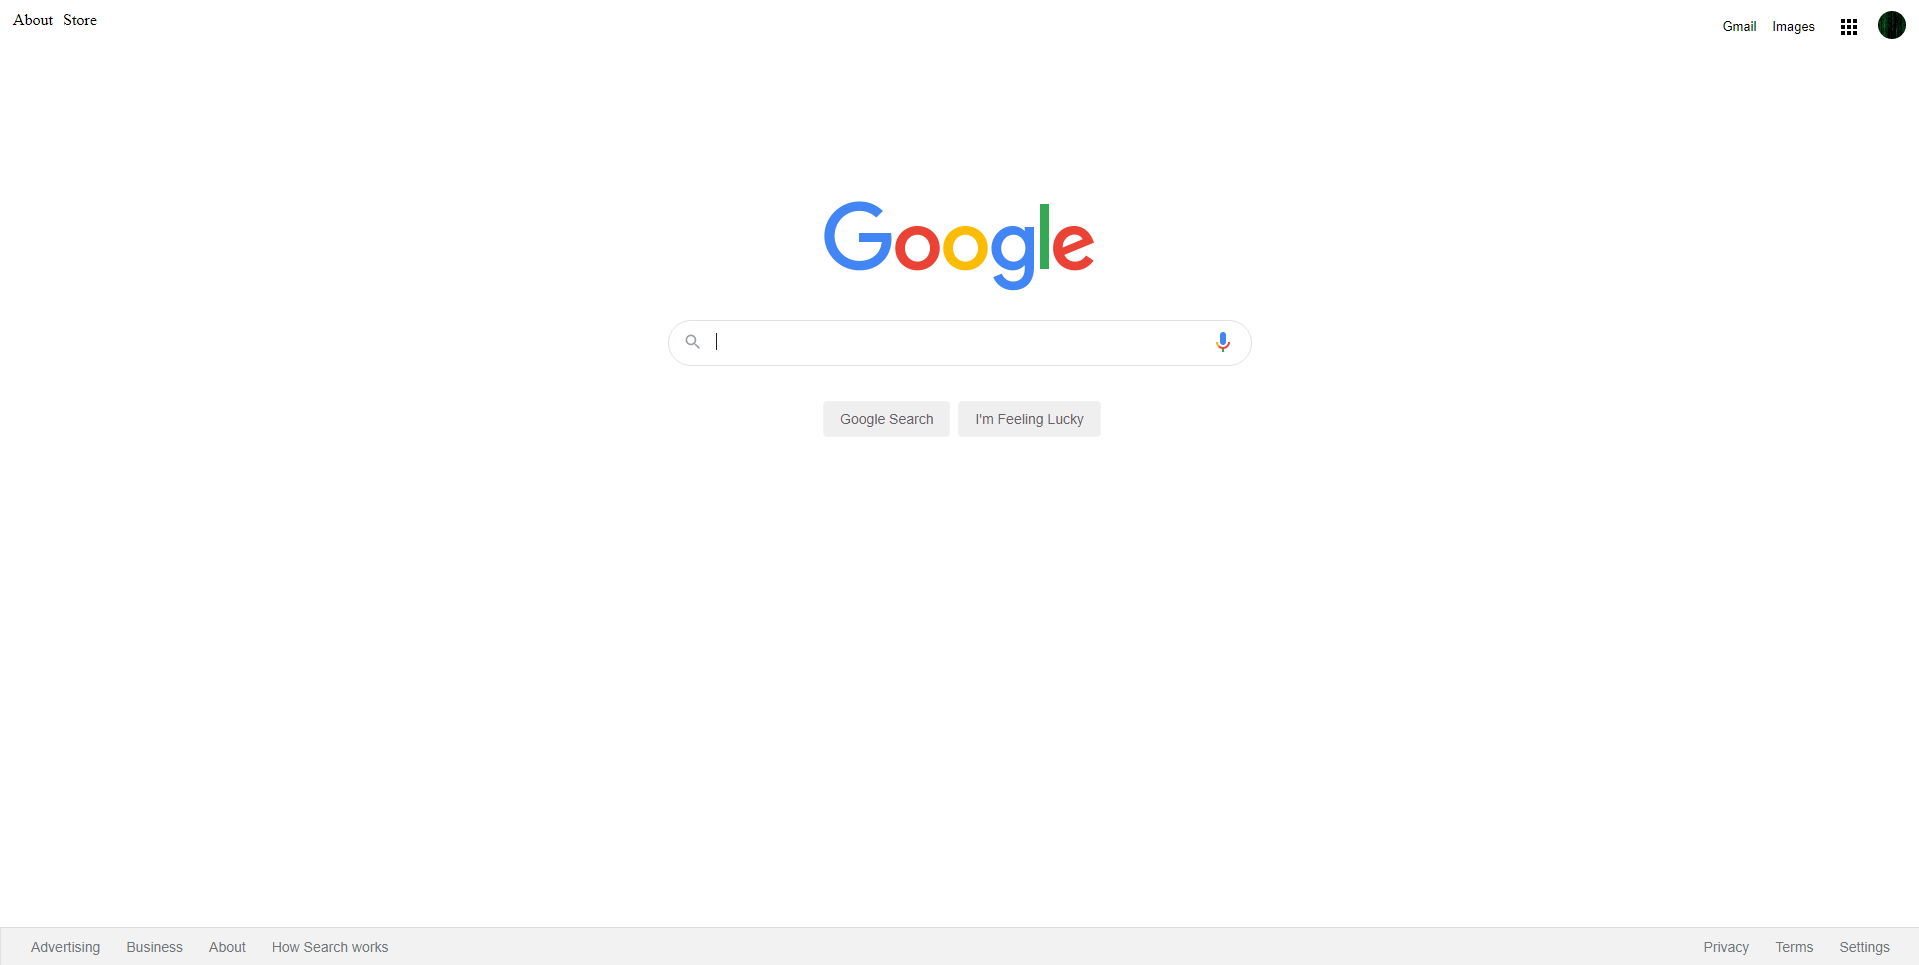 About Store
Gmail Images
Google
Google Search I'm Feeling Lucky
Advertising Business About How Search works
Privacy Terms Settings